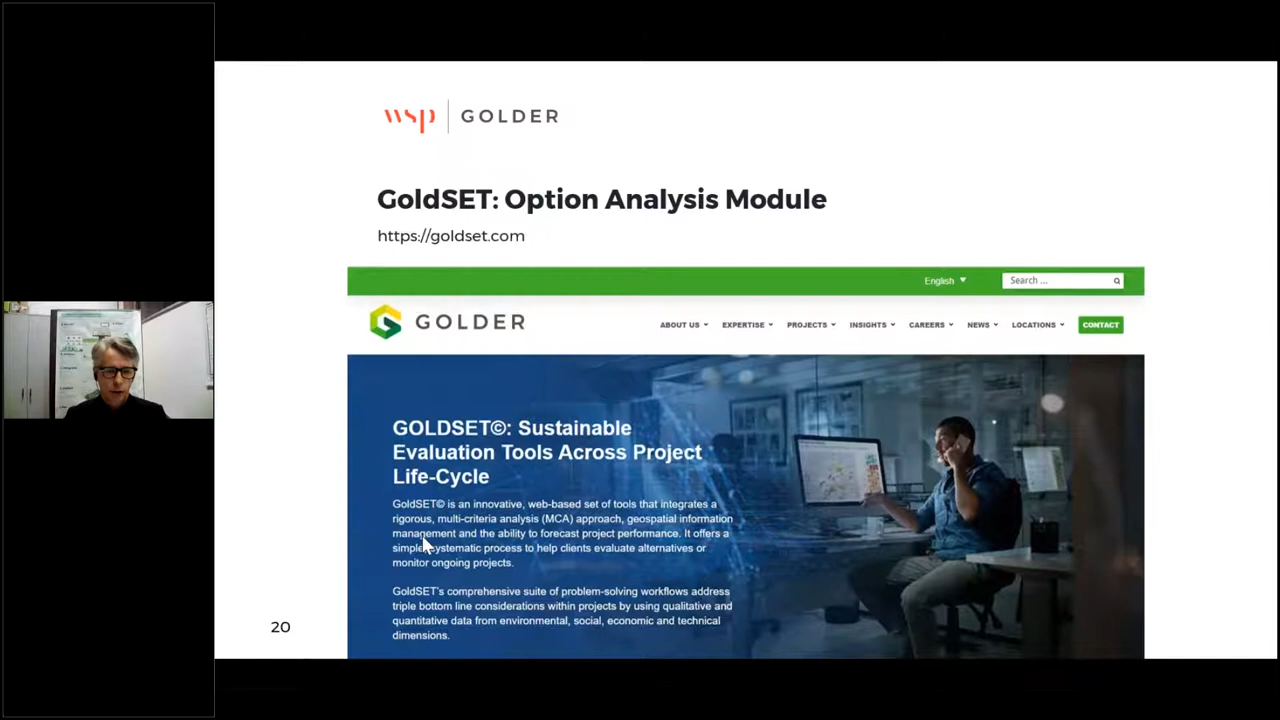 wsp | GOLDER
GoldSET: Option Analysis Module
https://goldset.com
English
Search ...
GOLDER
ABOUT US
EXPERTISE
PROJECTS
INSIGHTS
CAREERS
NEWS
LOCATIONS
CONTACT
GOLDSET©: Sustainable
Evaluation Tools Across Project
Life-Cycle
GoldSET© is an innovative, web-based set of tools that integrates a
rigorous, multi-criteria analysis (MCA) approach, geospatial information
management and the ability to forecast project performance. It offers a
simple, systematic process to help clients evaluate alternatives or
monitor ongoing projects.
GoldSET's comprehensive suite of problem-solving workflows address
triple bottom line considerations within projects by using qualitative and
quantitative data from environmental, social, economic and technical
dimensions.
20